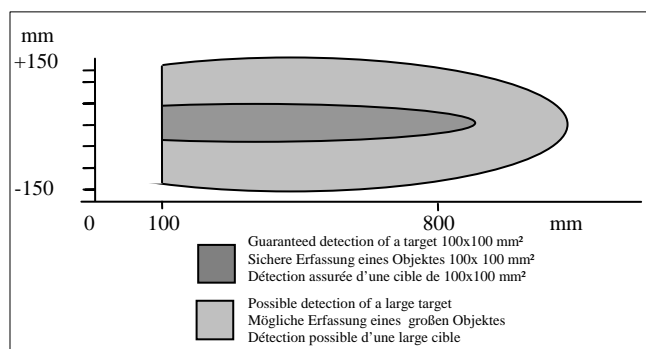 mm
+150
-150
0 100 800 mm
Guaranteed detection of a target 100x100 mm²
Sichere Erfassung eines Objektes 100x 100 mm²
Détection assurée d’une cible de 100x100 mm²
Possible detection of a large target
Mögliche Erfassung eines großen Objektes
Détection possible d’une large cible